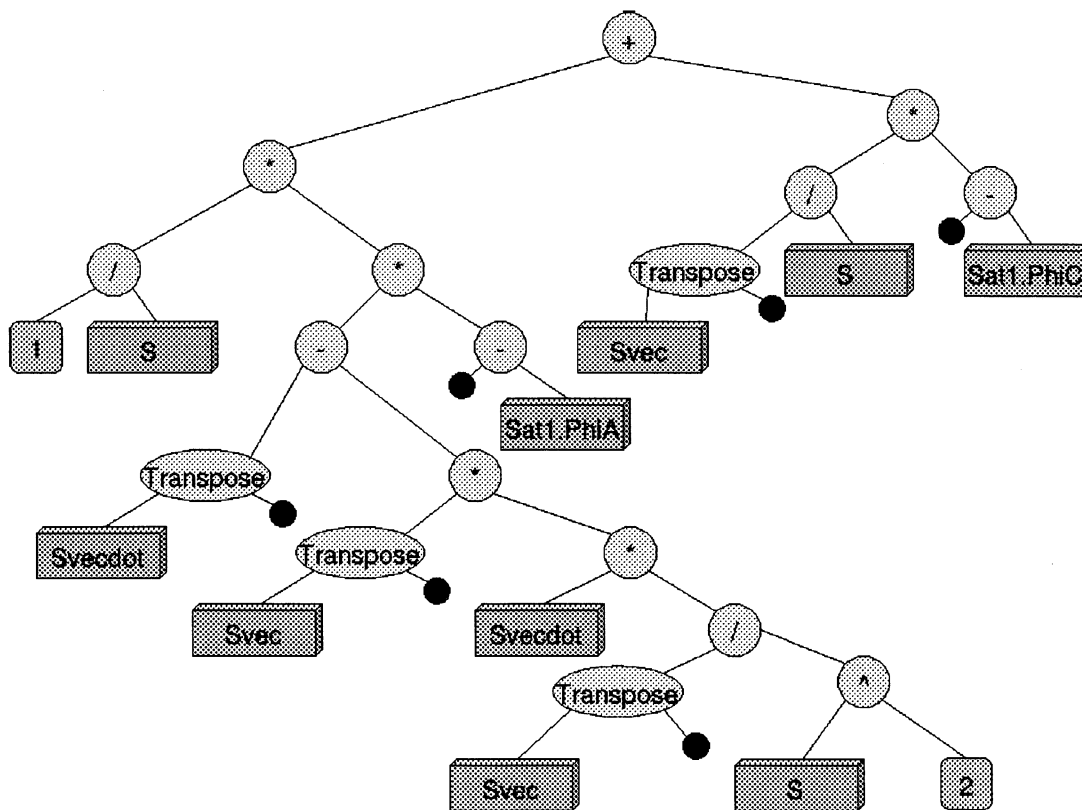 +
*
*
/
-
/
*
Transpose
S
Sat1.PhiC
1
S
-
-
Svec
Sat1.PhiA
Transpose
*
Svecdot
Transpose
*
Svec
Svecdot
/
Transpose
^
Svec
S
2